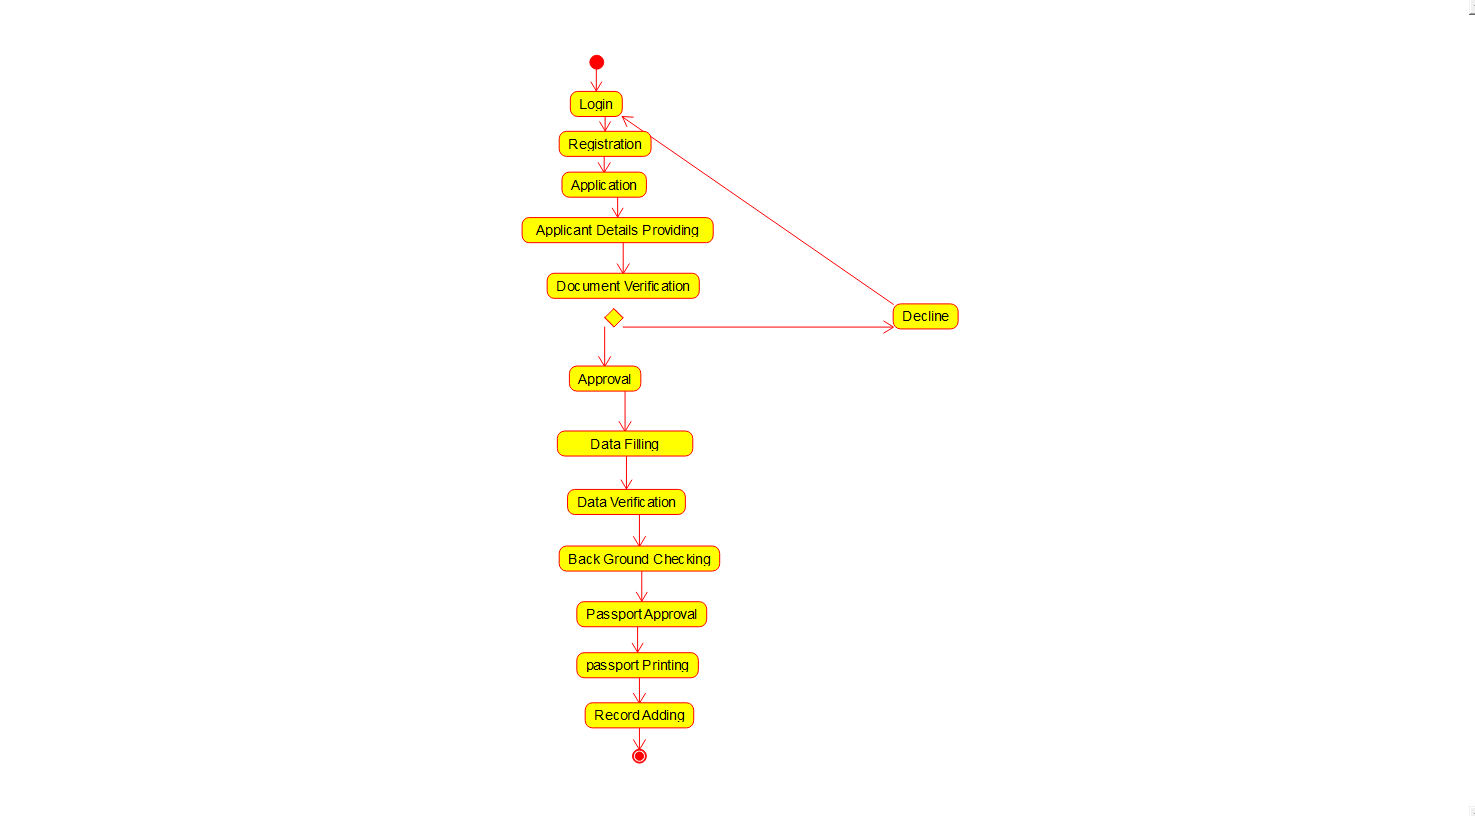 Login
Registration
Application
Applicant Details Providing
Document Verification
Decline
Approval
Data Filling
Data Verification
Back Ground Checking
Passport Approval
passport Printing
Record Adding